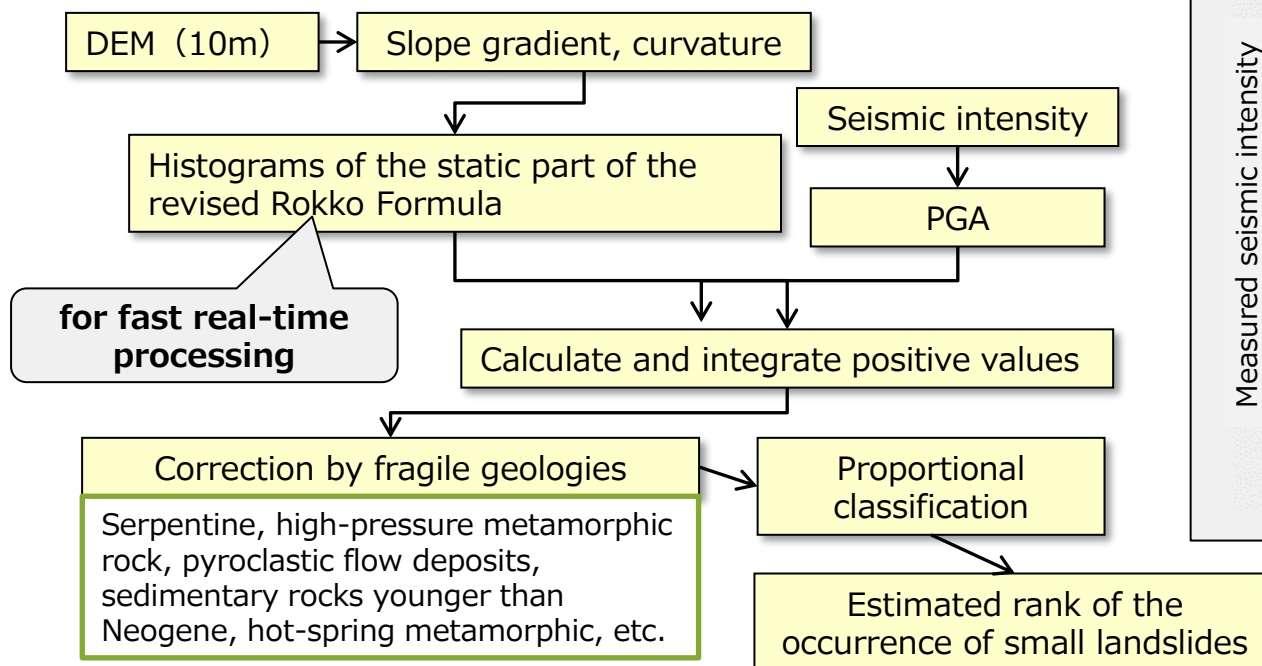 DEM（10m）
Slope gradient, curvature
Seismic intensity
Histograms of the static part of the
revised Rokko Formula
PGA
for fast real-time
processing
Calculate and integrate positive values
Correction by fragile geologies
Serpentine, high-pressure metamorphic
rock, pyroclastic flow deposits,
sedimentary rocks younger than
Neogene, hot-spring metamorphic, etc.
Proportional
classification
Estimated rank of the
occurrence of small landslides
Measured seismic intensity